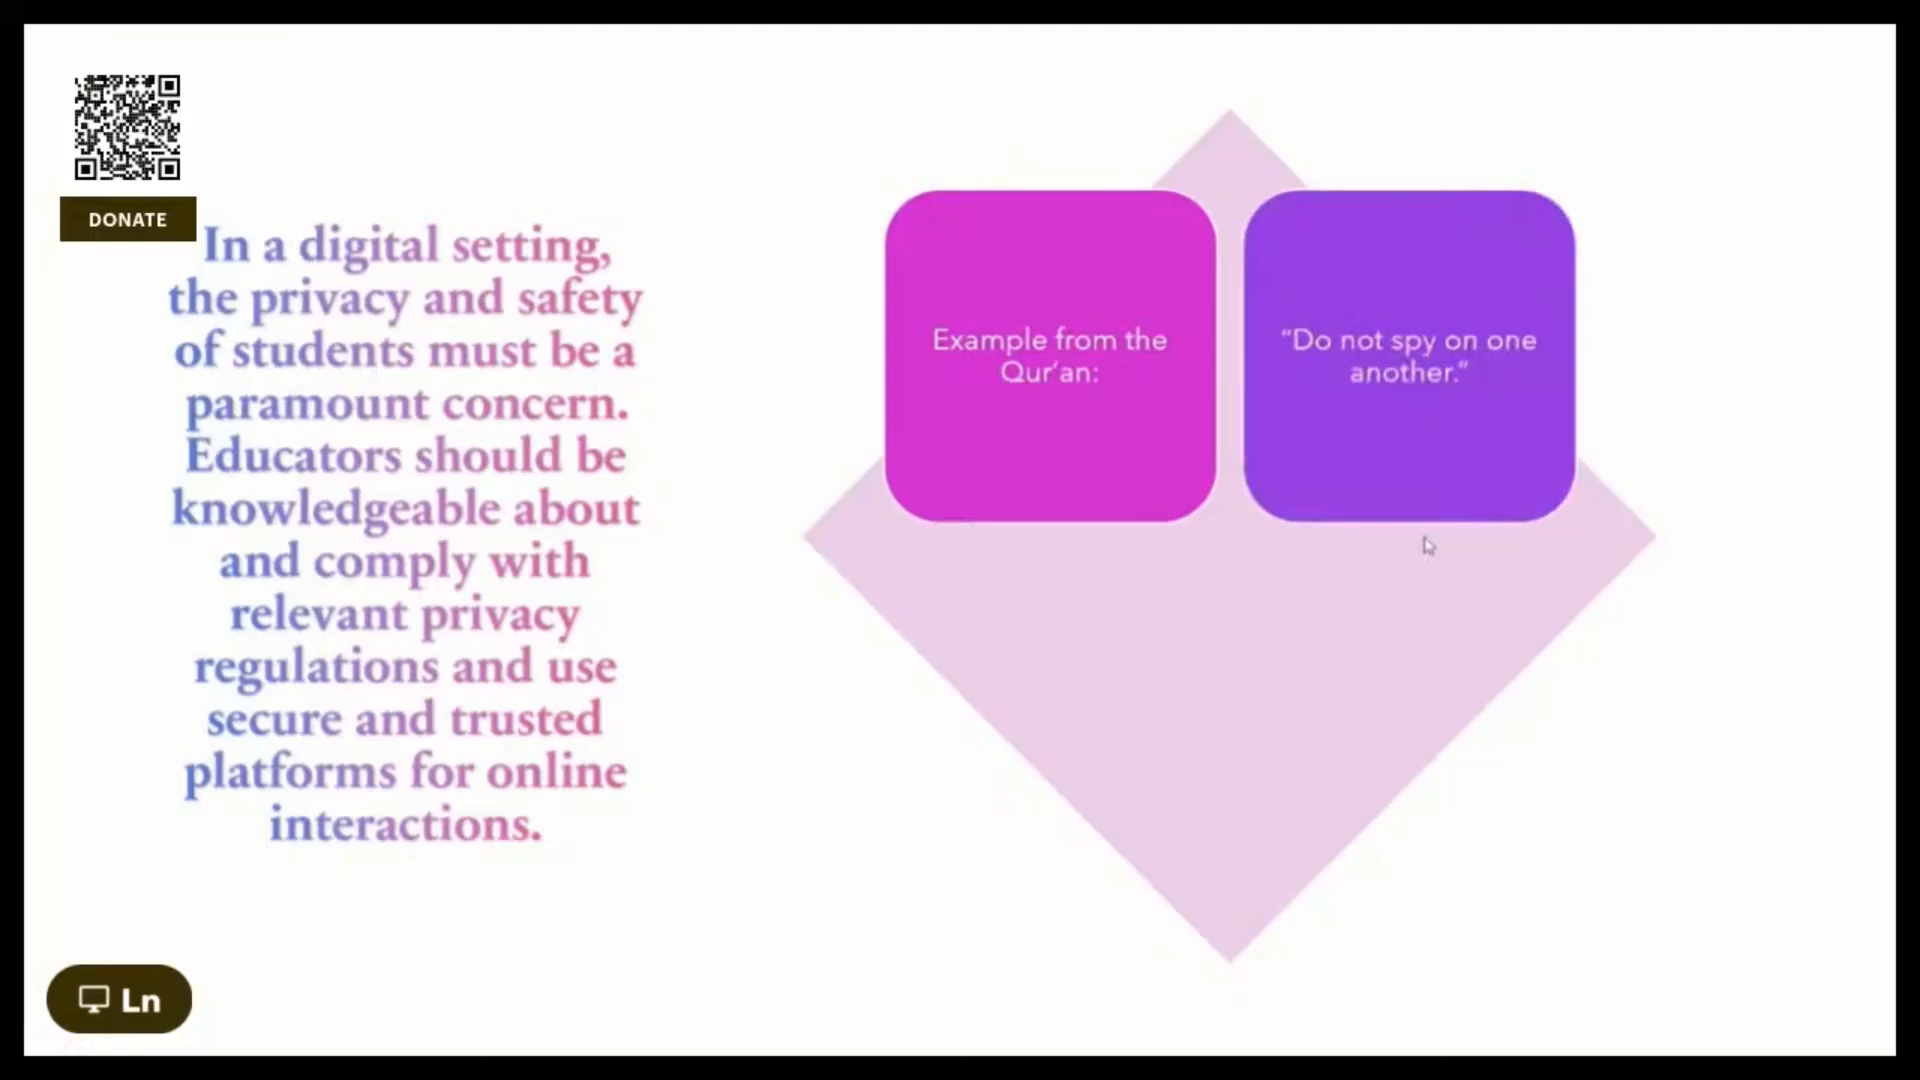 DONATE
In a digital setting,
the privacy and safety
of students must be a
paramount concern.
Educators should be
knowledgeable about
and comply with
relevant privacy
regulations and use
secure and trusted
platforms for online
interactions.
Example from the
Qur’an:
“Do not spy on one
another.”
Ln